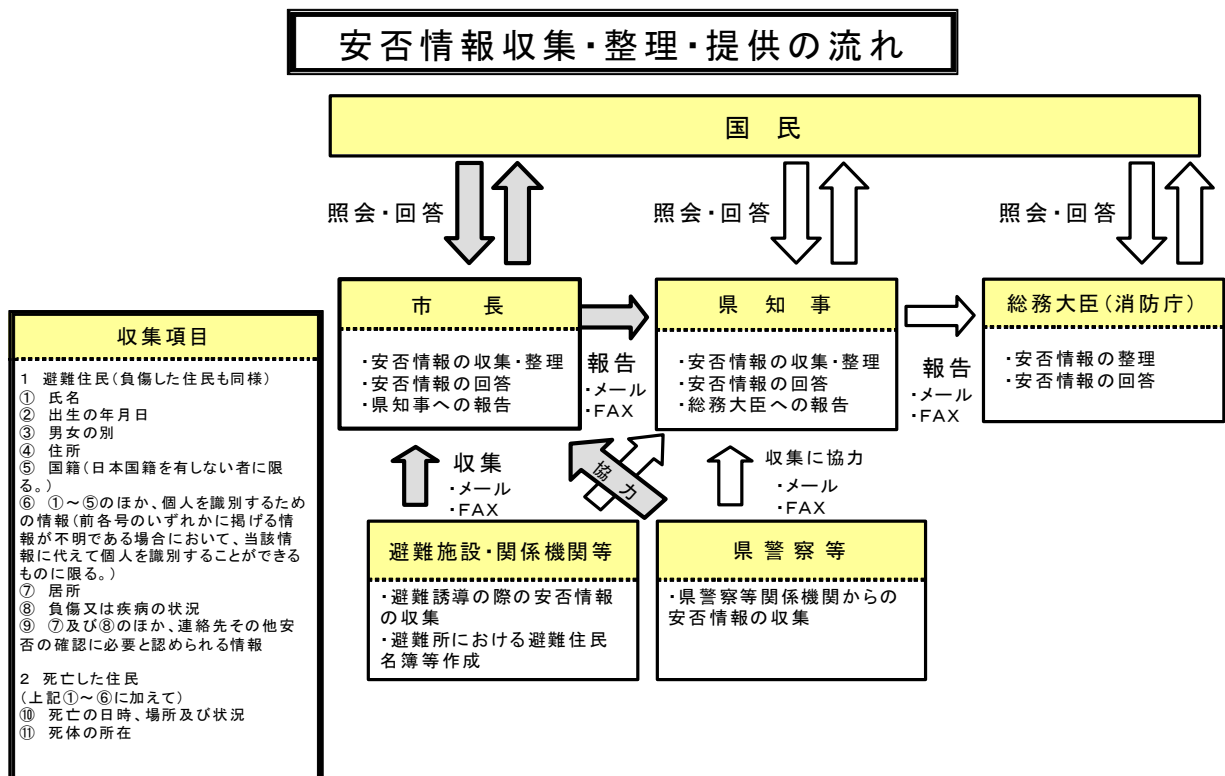 安否情報収集・整理・提供の流れ
国 民
照会・回答
照会・回答
照会・回答
市 長
・安否情報の収集・整理
・安否情報の回答
・県知事への報告
報告
・メール
・FAX
県 知 事
・安否情報の収集・整理
・安否情報の回答
・総務大臣への報告
報告
・メール
・FAX
総務大臣(消防庁)
・安否情報の整理
・安否情報の回答
収集項目
1 避難住民(負傷した住民も同様)
① 氏名
② 出生の年月日
③ 男女の別
④ 住所
⑤ 国籍(日本国籍を有しない者に限
る。)
⑥ ①~⑤のほか、個人を識別するため
の情報(前各号のいずれかに掲げる情
報が不明である場合において、当該情
報に代えて個人を識別することができる
ものに限る。)
⑦ 居所
⑧ 負傷又は疾病の状況
⑨ ⑦及び⑧のほか、連絡先その他安
否の確認に必要と認められる情報
2 死亡した住民
(上記①~⑥に加えて)
⑩ 死亡の日時、場所及び状況
⑪ 死体の所在
収集
・メール
・FAX
協力
収集に協力
・メール
・FAX
避難施設・関係機関等
・避難誘導の際の安否情報
の収集
・避難所における避難住民
名簿等作成
県警察等
・県警察等関係機関からの
安否情報の収集